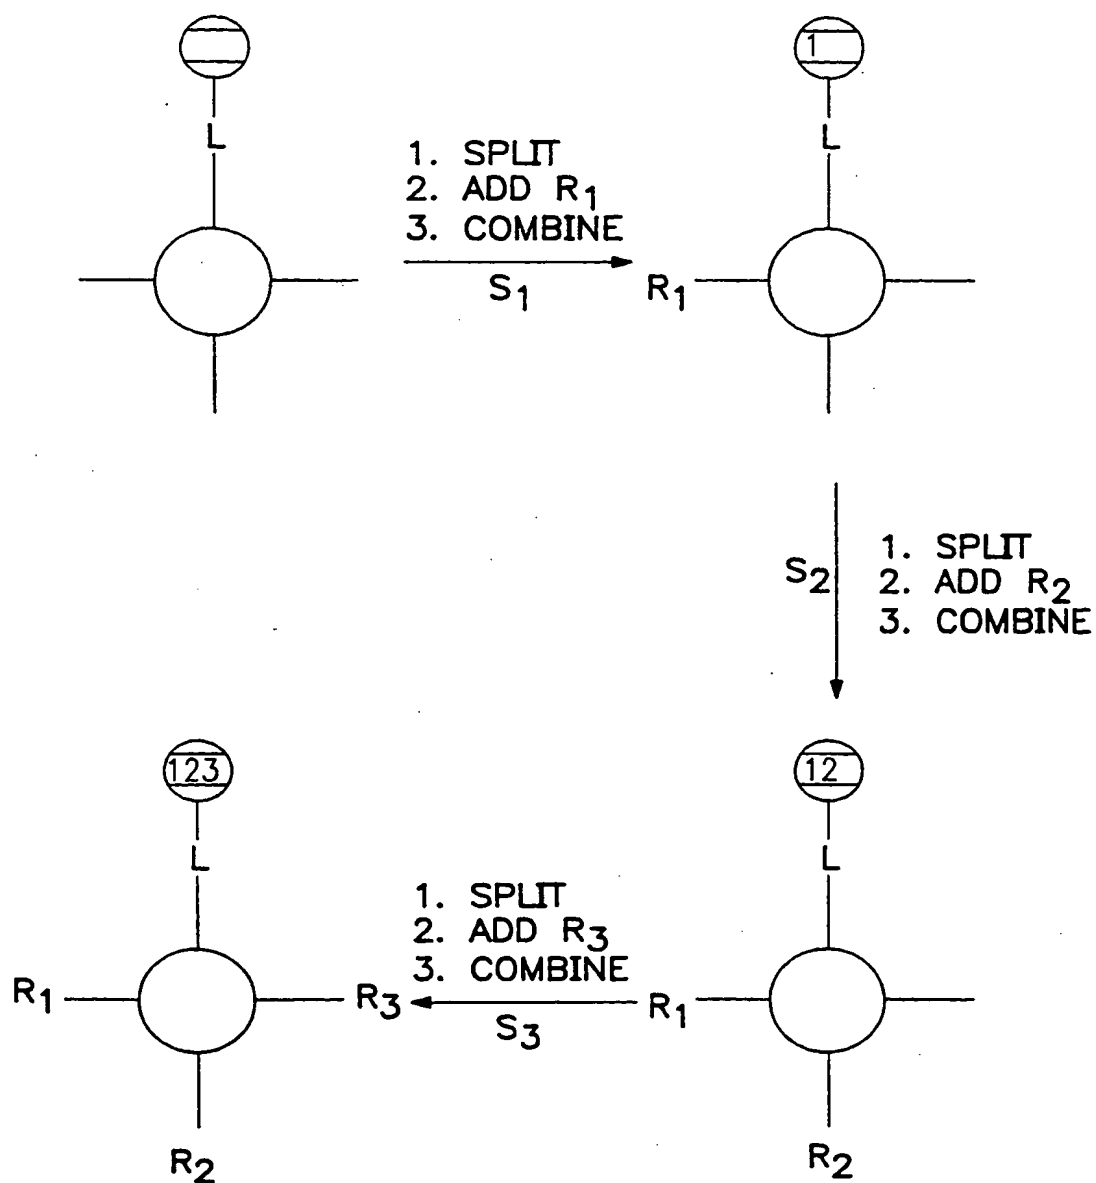 1
L
L
1. SPLIT
2. ADD R1
3. COMBINE
S1
R1
S2
1. SPLIT
2. ADD R2
3. COMBINE
123
12
L
L
1. SPLIT
2. ADD R3
3. COMBINE
R1
R3
S3
R1
R2
R2